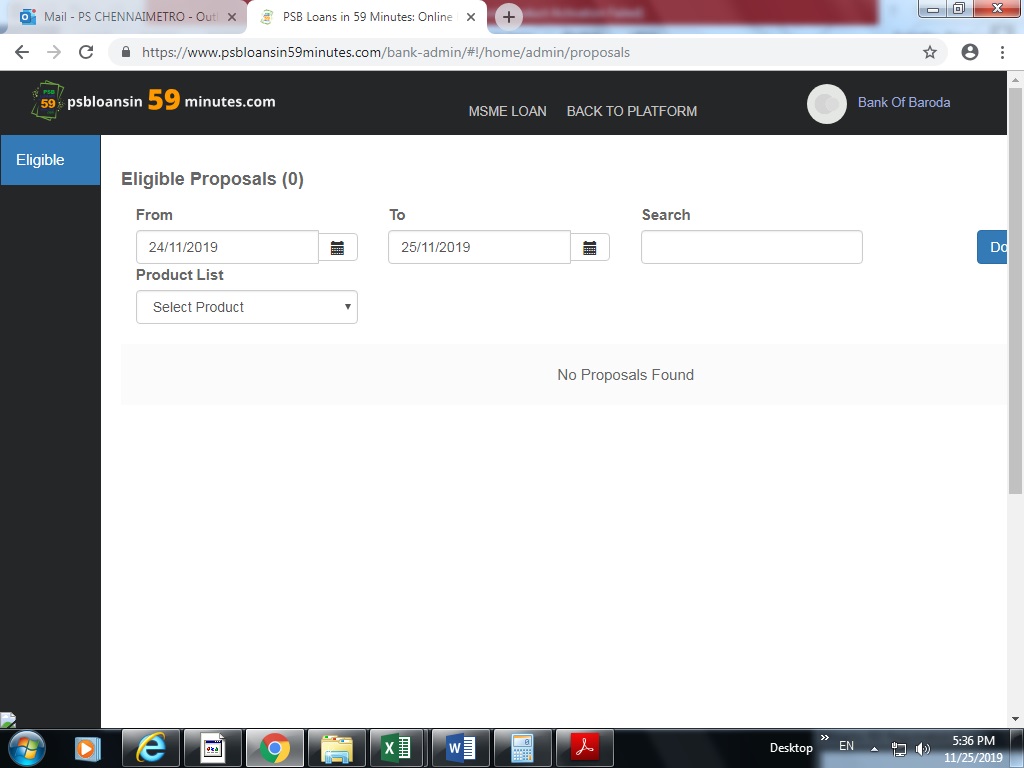 Mail - PS CHENNAIMETRO - Out
PSB Loans in 59 Minutes: Online
https://www.psbloansin59minutes.com/bank-admin/#!/home/admin/proposals
PSB
59
psbloansin 59 minutes.com
MSME LOAN
BACK TO PLATFORM
Bank Of Baroda
Eligible
Eligible Proposals (0)
From
To
Search
24/11/2019
25/11/2019
Do
Product List
Select Product
No Proposals Found
Desktop
EN
5:36 PM
11/25/2019